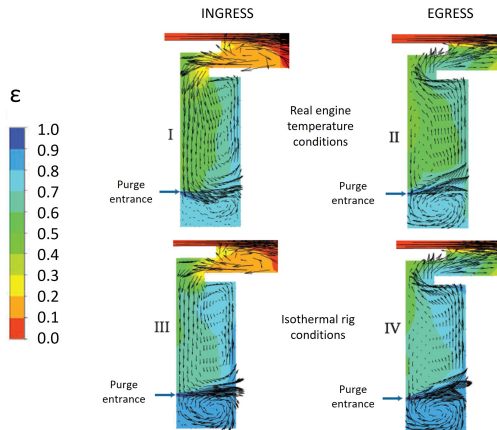 INGRESS
EGRESS
ε
1.0
0.9
0.8
0.7
0.6
0.5
0.4
0.3
0.2
0.1
0.0
I
Real engine
temperature
conditions
II
Purge
entrance
Purge
entrance
III
Isothermal rig
conditions
IV
Purge
entrance
Purge
entrance